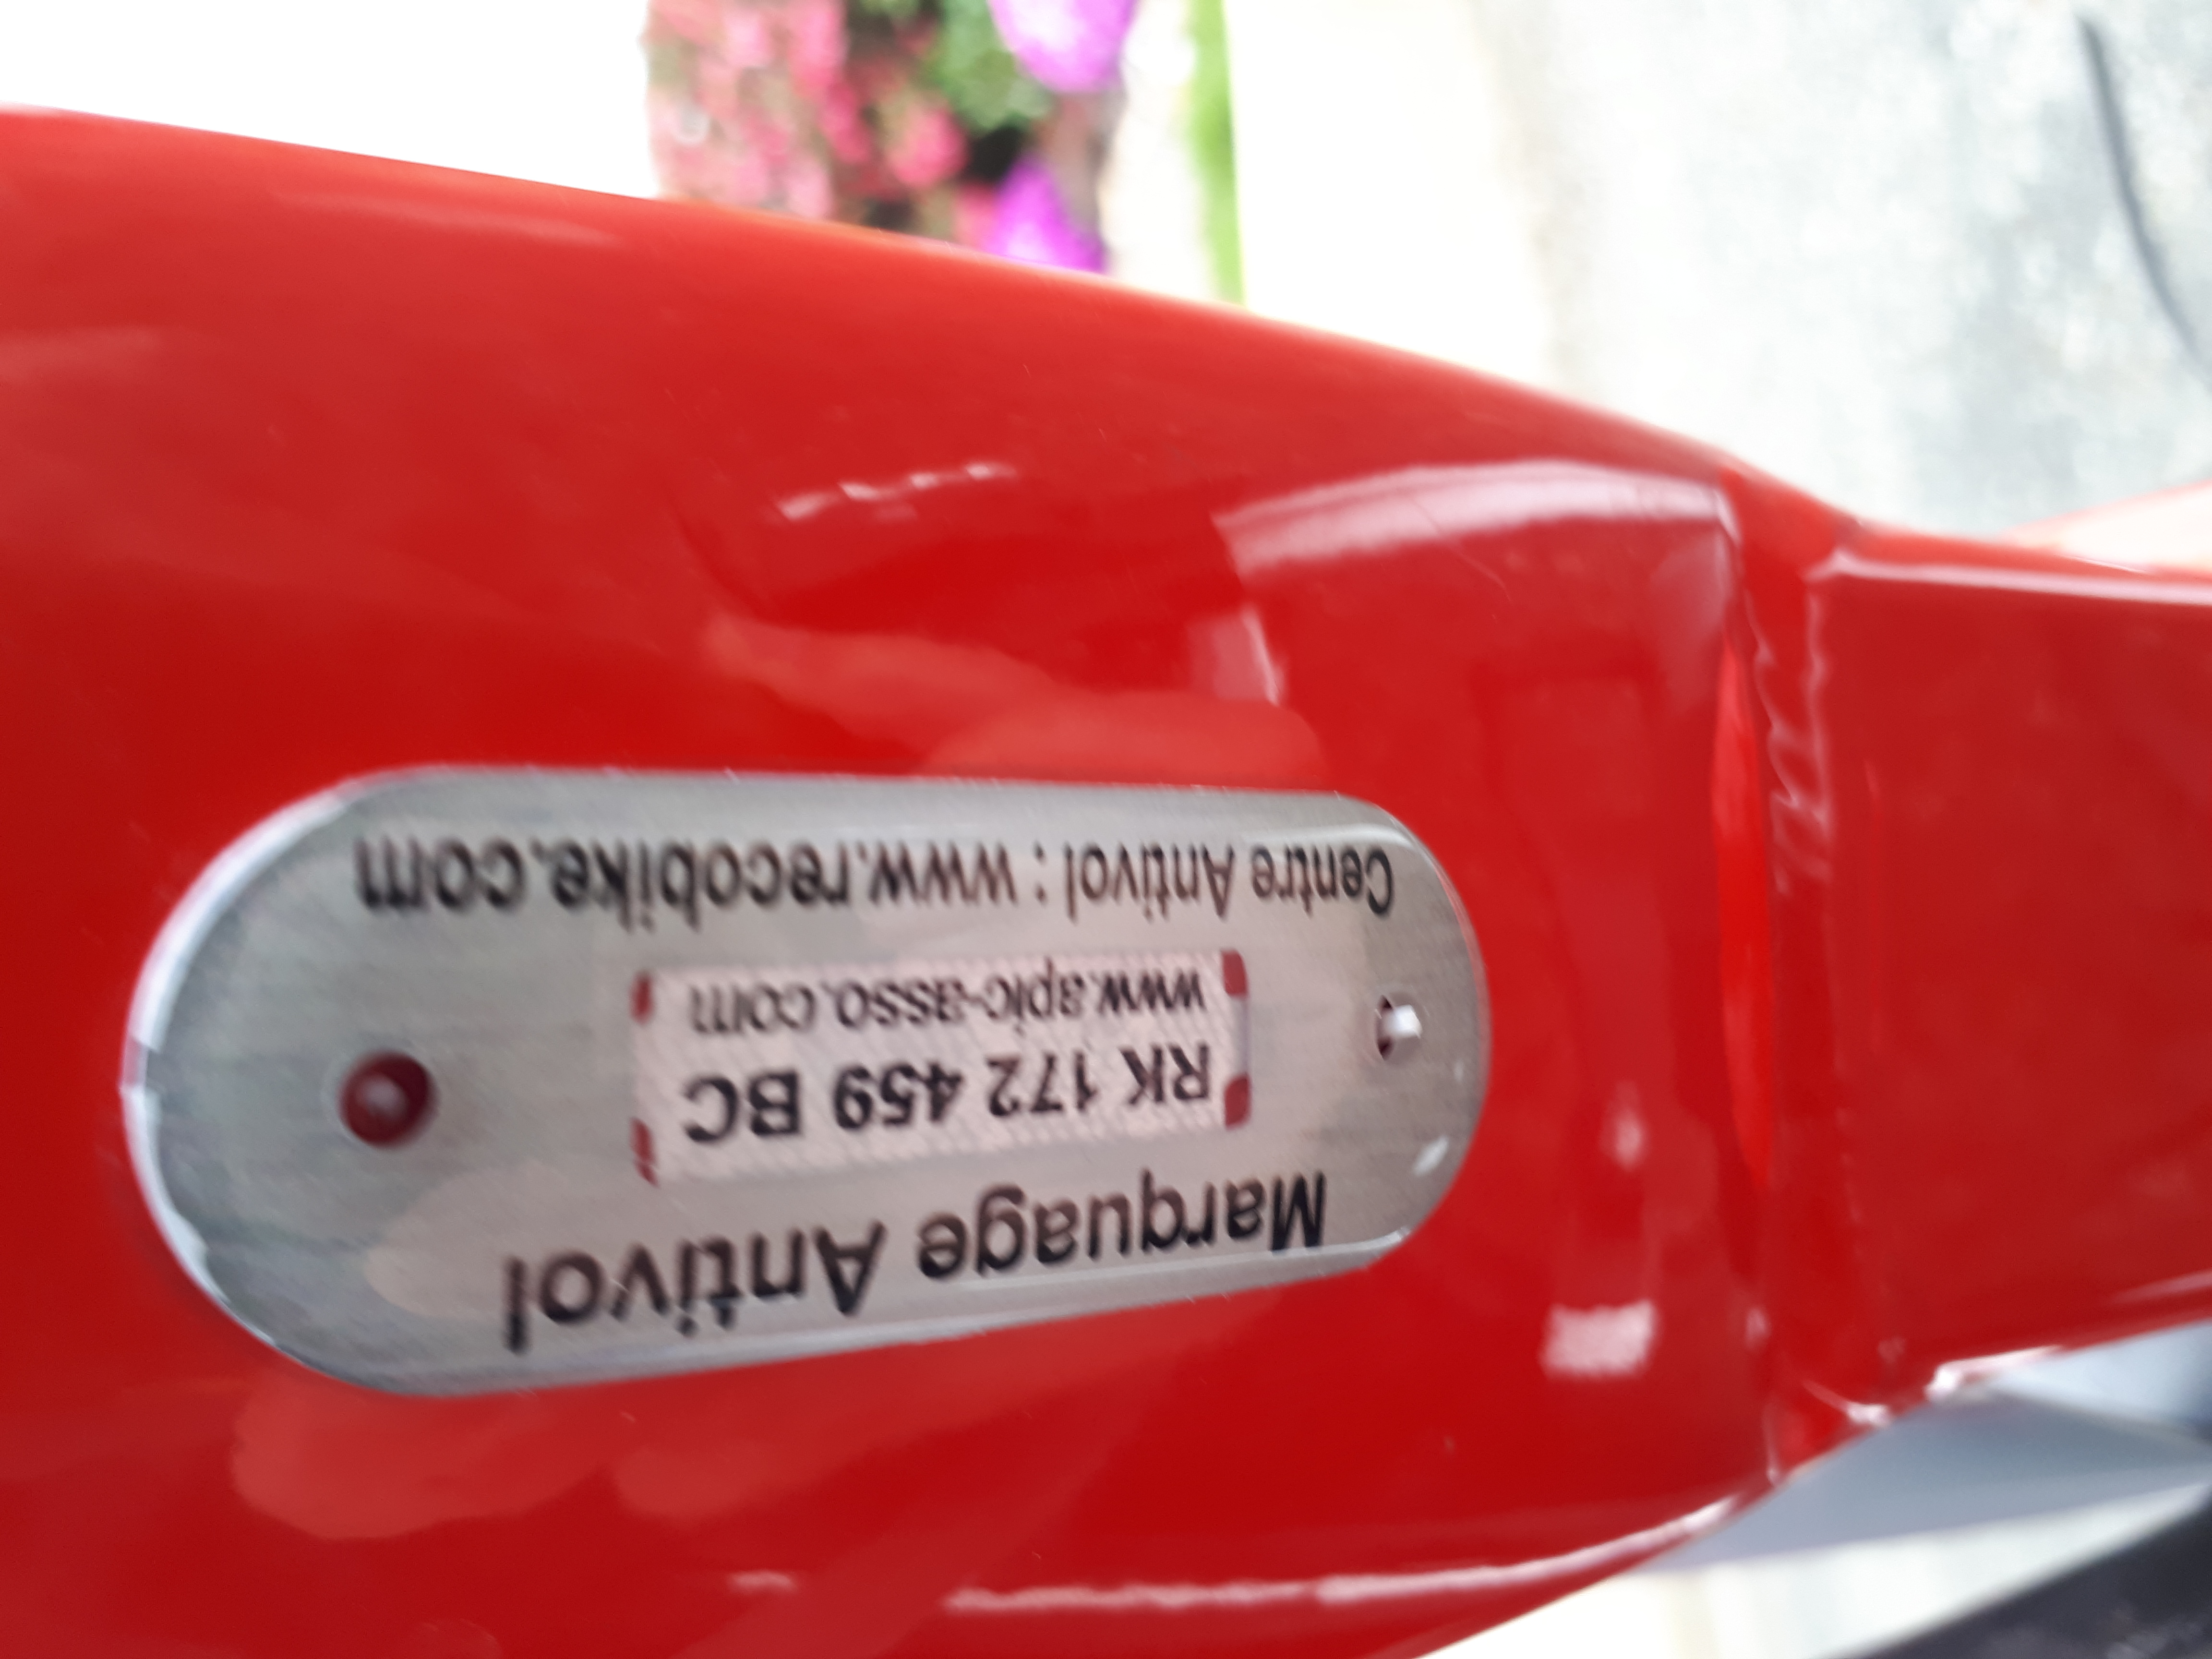 Marquage Antivol
RK 172 459 BC
www.apic-asso.com
Centre Antivol : www.recobike.com